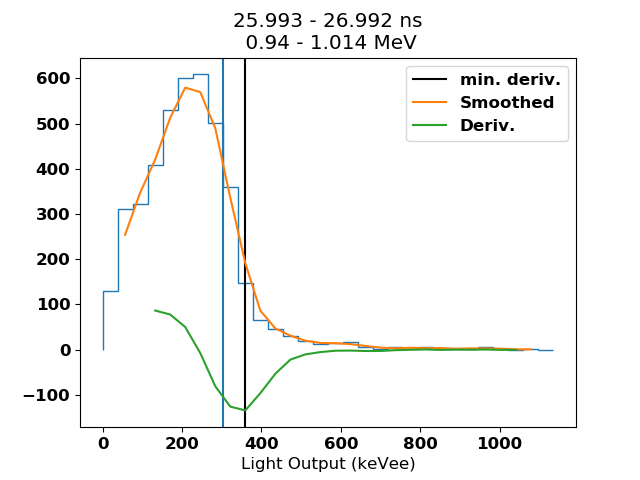 25.993 - 26.992 ns
0.94 - 1.014 MeV
min. deriv.
Smoothed
Deriv.
600
500
400
300
200
100
0
−100
0 200 400 600 800 1000
Light Output (keVee)